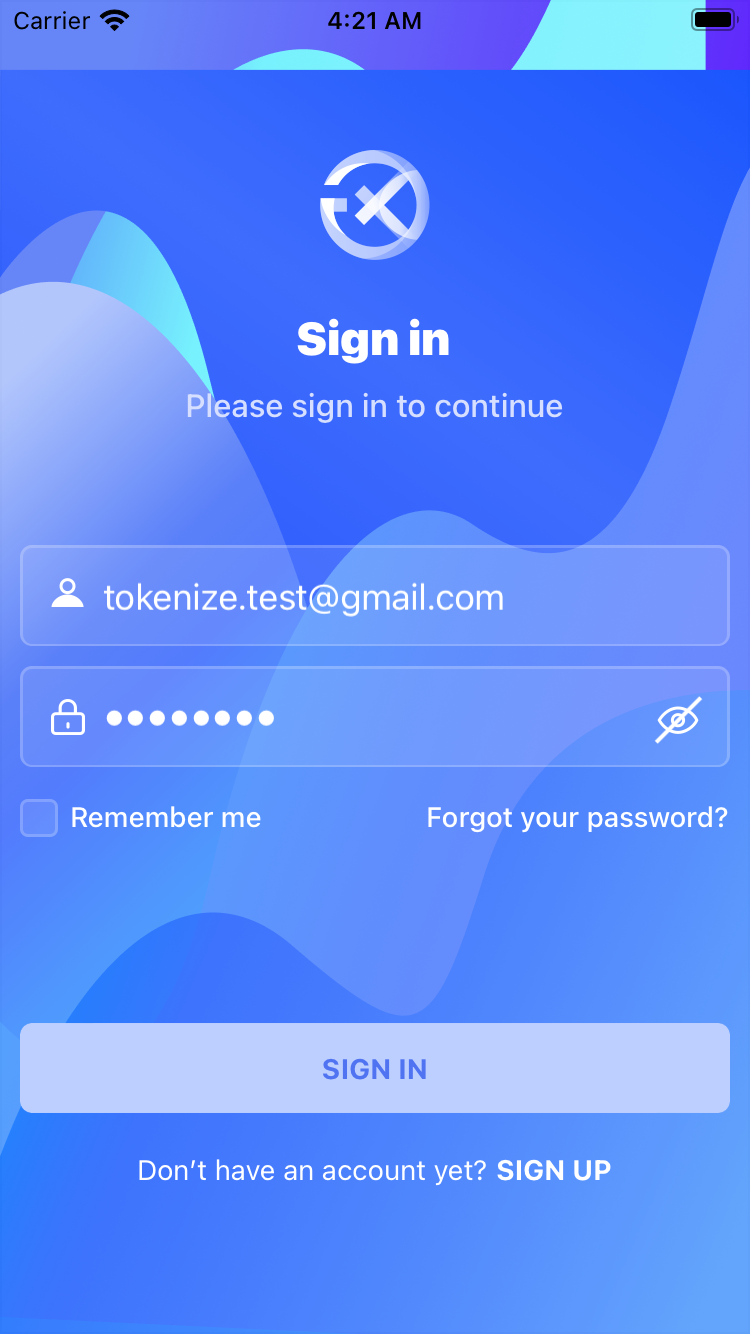 Carrier 4:21 AM
Sign in
Please sign in to continue
tokenize.test@gmail.com
••••••••
Remember me Forgot your password?
SIGN IN
Don’t have an account yet? SIGN UP